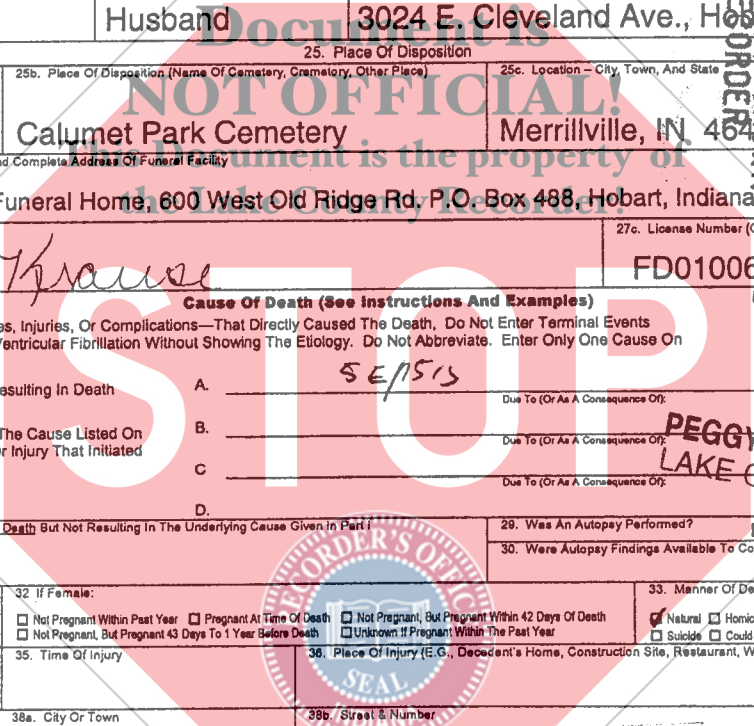 Husband 3024 E. Cleveland Ave., Hob
Document is
25. Place Of Disposition
25b. Place Of Disposition (Name Of Cemetery, Crematory, Other Place) 25c. Location – City, Town, And State
NOT OFFICIAL!
Calumet Park Cemetery Merrillville, IN 464
This Document is the property of
nd Complete Address Of Funeral Facility
Funeral Home, 600 West Old Ridge Rd. P.O. Box 488, Hobart, Indiana
the Lake County Recorder!
27c. License Number (O
Krause FD01006
STOP
Cause Of Death (See Instructions And Examples)
es, Injuries, Or Complications—That Directly Caused The Death, Do Not Enter Terminal Events
Ventricular Fibrillation Without Showing The Etiology. Do Not Abbreviate. Enter Only One Cause On
esulting In Death A. SEPSIS
Due To (Or As A Consequence Of):
The Cause Listed On B.
Due To (Or As A Consequence Of): PEGGY
r Injury That Initiated
LAKE C
C
Due To (Or As A Consequence Of):
D.
Death But Not Resulting In The Underlying Cause Given In Part I 29. Was An Autopsy Performed?
30. Were Autopsy Findings Available To Co
RECORDER'S OFFICE
32 If Female: 33. Manner Of De
Not Pregnant Within Past Year Pregnant At Time Of Death Not Pregnant, But Pregnant Within 42 Days Of Death Natural Homic
Not Pregnant, But Pregnant 43 Days To 1 Year Before Death Unknown If Pregnant Within The Past Year Suicide Could
35. Time Of Injury 36. Place Of Injury (E.G., Decedent's Home, Construction Site, Restaurant, W
SEAL
38a. City Or Town 38b. Street & Number
ORDER